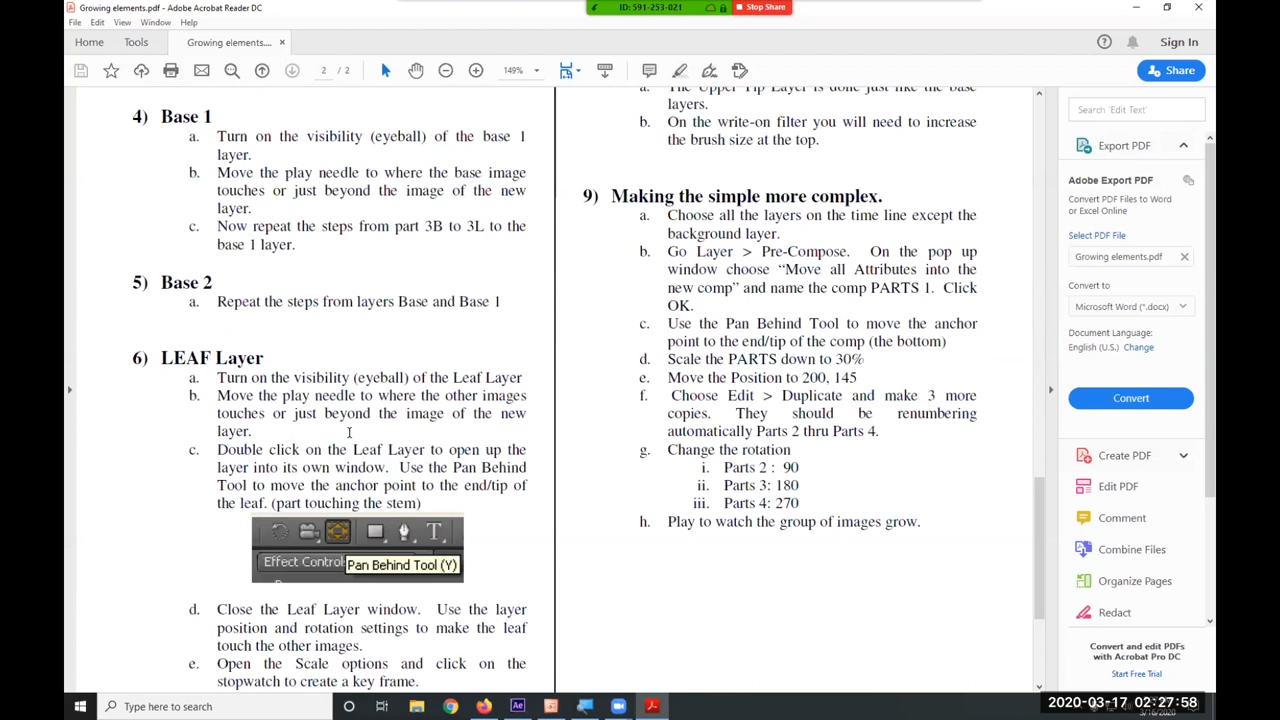 Growing elements.pdf - Adobe Acrobat Reader DC
ID: 591-253-021
Stop Share
File Edit View Window Help
Home Tools Growing elements.... ×
Sign In
2 / 2
149%
Share
4) Base 1
a. Turn on the visibility (eyeball) of the base 1
layer.
b. Move the play needle to where the base image
touches or just beyond the image of the new
layer.
c. Now repeat the steps from part 3B to 3L to the
base 1 layer.
5) Base 2
a. Repeat the steps from layers Base and Base 1
6) LEAF Layer
a. Turn on the visibility (eyeball) of the Leaf Layer
b. Move the play needle to where the other images
touches or just beyond the image of the new
layer.
c. Double click on the Leaf Layer to open up the
layer into its own window. Use the Pan Behind
Tool to move the anchor point to the end/tip of
the leaf. (part touching the stem)
T
Effect Control
Pan Behind Tool (Y)
d. Close the Leaf Layer window. Use the layer
position and rotation settings to make the leaf
touch the other images.
e. Open the Scale options and click on the
stopwatch to create a key frame.
a. The Upper Tip Layer is done just like the base
layers.
b. On the write-on filter you will need to increase
the brush size at the top.
9) Making the simple more complex.
a. Choose all the layers on the time line except the
background layer.
b. Go Layer > Pre-Compose. On the pop up
window choose “Move all Attributes into the
new comp” and name the comp PARTS 1. Click
OK.
c. Use the Pan Behind Tool to move the anchor
point to the end/tip of the comp (the bottom)
d. Scale the PARTS down to 30%
e. Move the Position to 200, 145
f. Choose Edit > Duplicate and make 3 more
copies. They should be renumbering
automatically Parts 2 thru Parts 4.
g. Change the rotation
i. Parts 2 : 90
ii. Parts 3: 180
iii. Parts 4: 270
h. Play to watch the group of images grow.
Search 'Edit Text'
Export PDF
Adobe Export PDF
Convert PDF Files to Word
or Excel Online
Select PDF File
Growing elements.pdf
Convert to
Microsoft Word (*.docx)
Document Language:
English (U.S.) Change
Convert
Create PDF
Edit PDF
Comment
Combine Files
Organize Pages
Redact
Convert and edit PDFs
with Acrobat Pro DC
Start Free Trial
Type here to search
Ae
2020-03-17 02:27:58